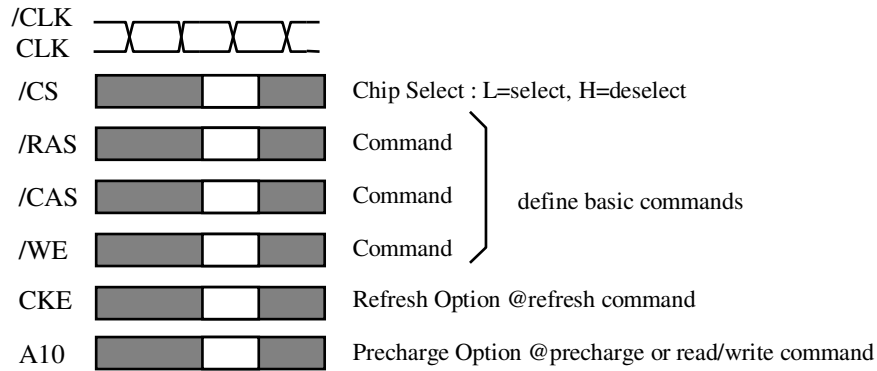 /CLK
CLK
/CS Chip Select : L=select, H=deselect
/RAS Command
/CAS Command define basic commands
/WE Command
CKE Refresh Option @refresh command
A10 Precharge Option @precharge or read/write command